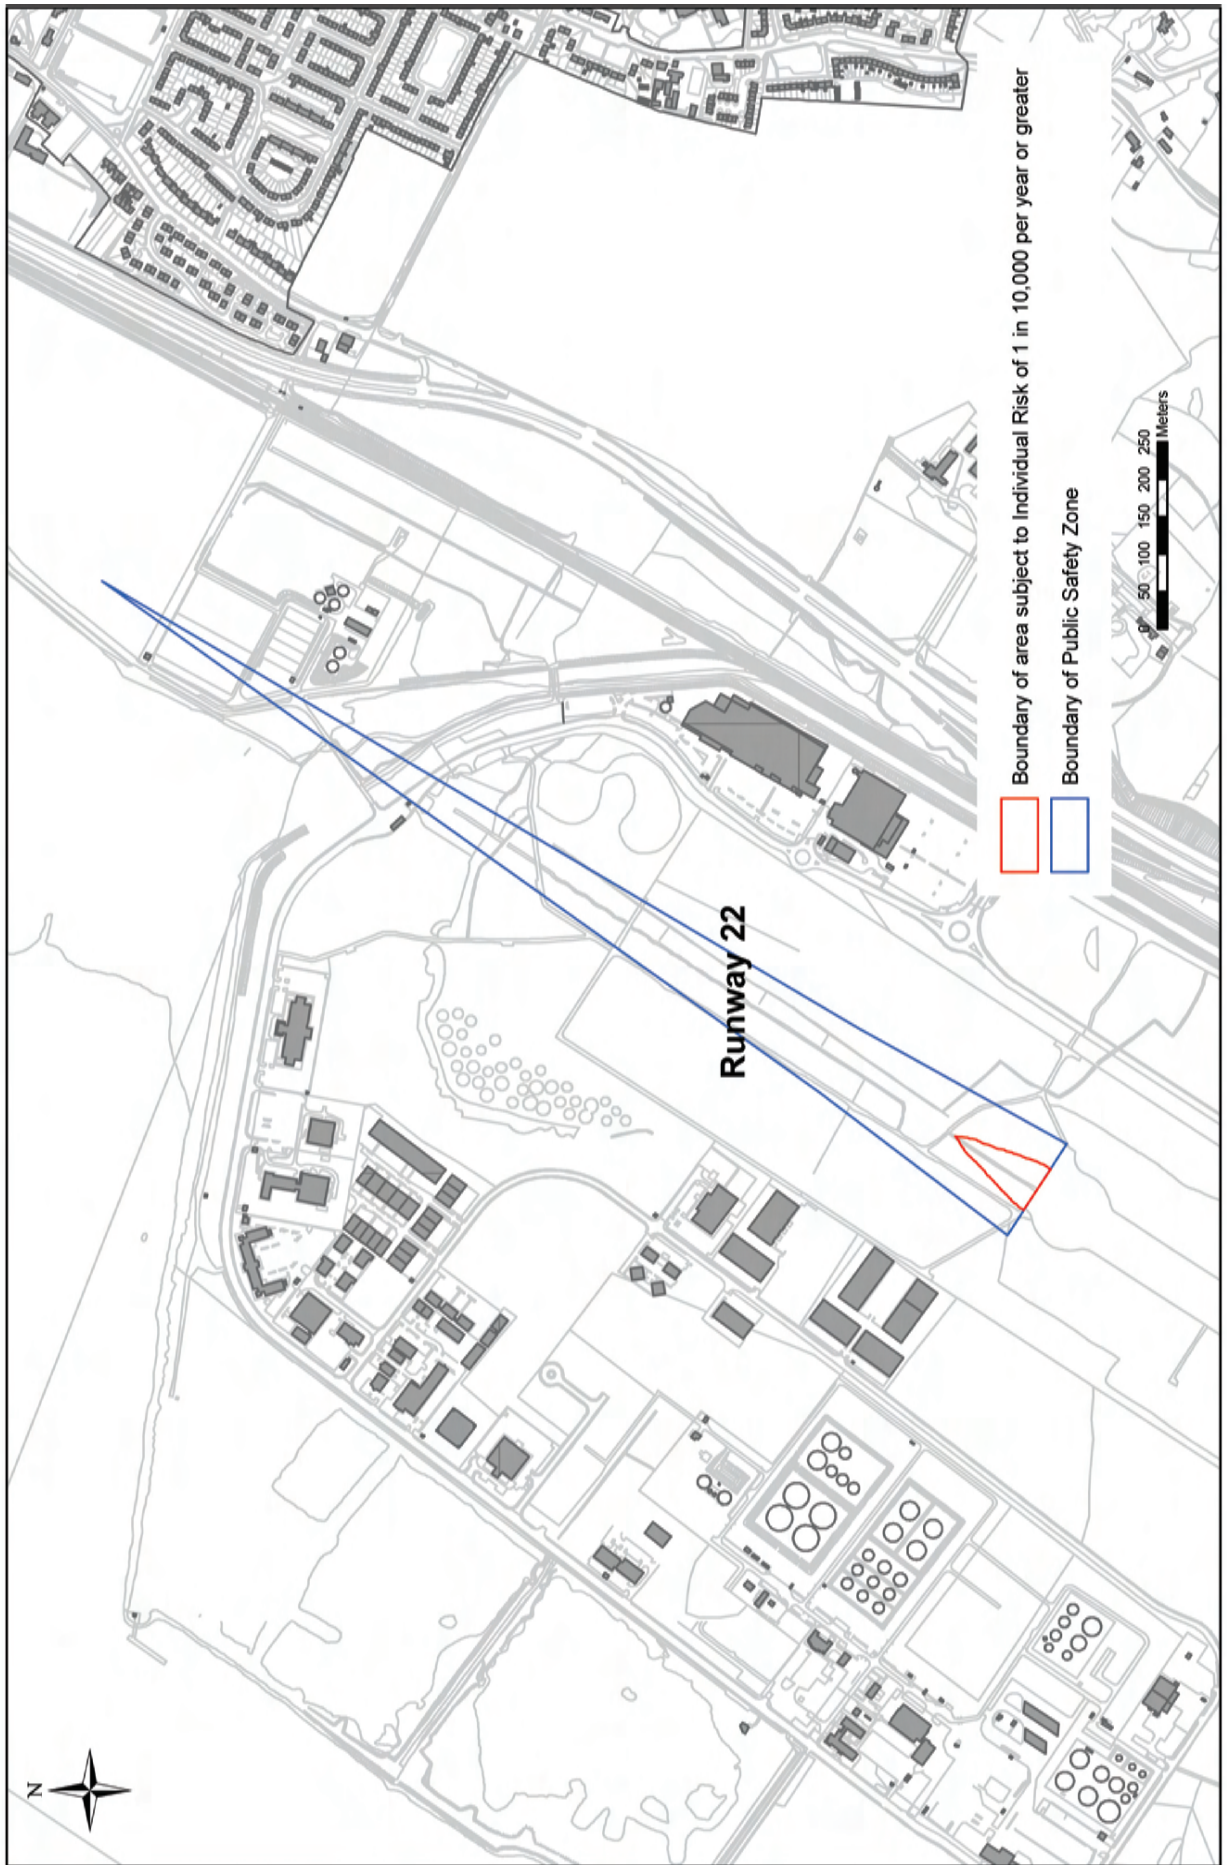 N
Runway 22
Boundary of area subject to Individual Risk of 1 in 10,000 per year or greater
Boundary of Public Safety Zone
0 50 100 150 200 250
Meters